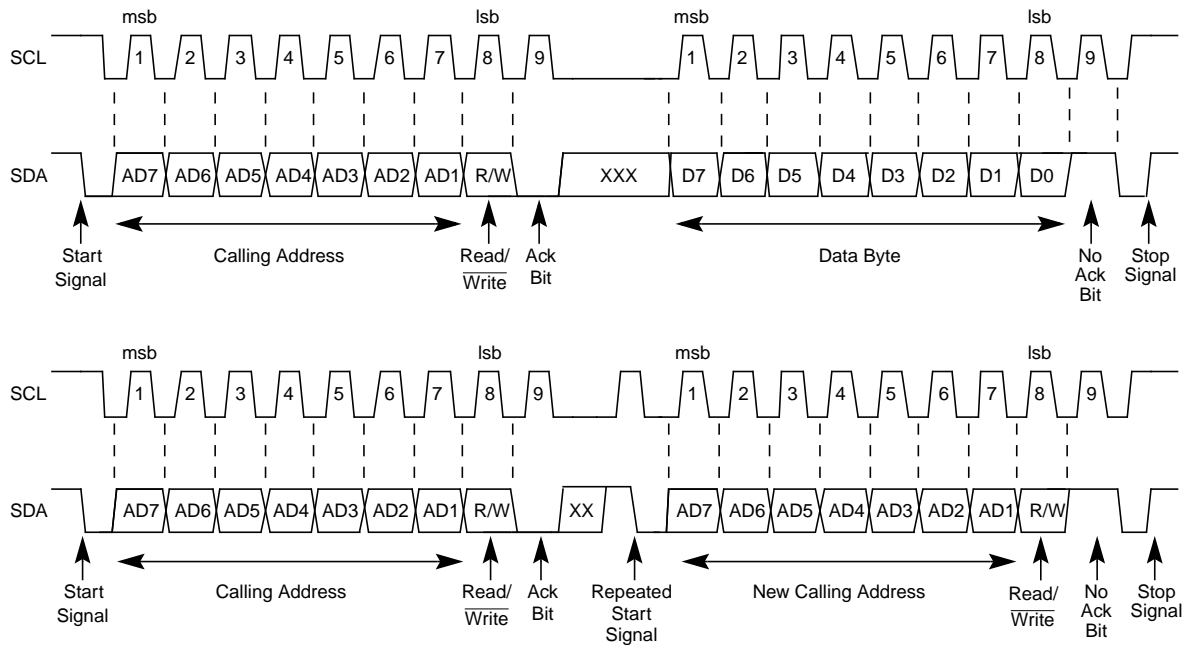 msb lsb msb lsb
SCL 1 2 3 4 5 6 7 8 9 1 2 3 4 5 6 7 8 9
SDA AD7 AD6 AD5 AD4 AD3 AD2 AD1 R/W XXX D7 D6 D5 D4 D3 D2 D1 D0
Start Signal
Calling Address
Read/
Write
Ack
Bit
Data Byte
No
Ack
Bit
Stop
Signal
msb lsb msb lsb
SCL 1 2 3 4 5 6 7 8 9 1 2 3 4 5 6 7 8 9
SDA AD7 AD6 AD5 AD4 AD3 AD2 AD1 R/W XX AD7 AD6 AD5 AD4 AD3 AD2 AD1 R/W
Start
Signal
Calling Address
Read/
Write
Ack
Bit
Repeated
Start
Signal
New Calling Address
Read/
Write
No
Ack
Bit
Stop
Signal